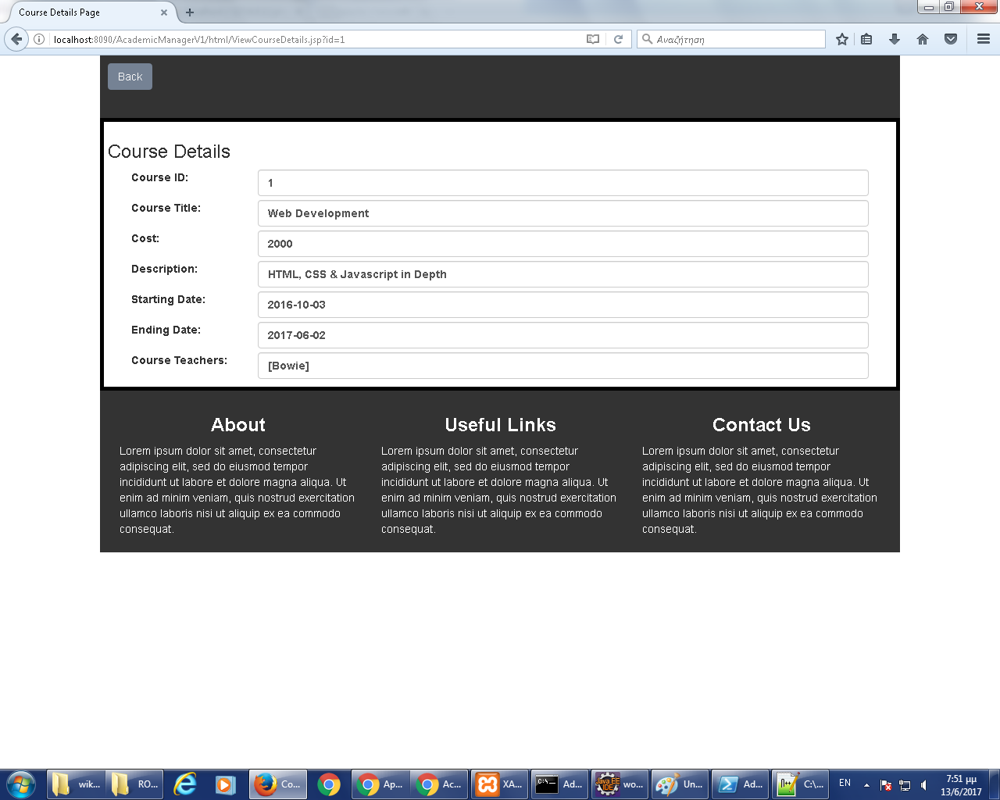 Course Details Page
localhost:8090/AcademicManagerV1/html/ViewCourseDetails.jsp?id=1
Αναζήτηση
Back
Course Details
Course ID: 1
Course Title: Web Development
Cost: 2000
Description: HTML, CSS & Javascript in Depth
Starting Date: 2016-10-03
Ending Date: 2017-06-02
Course Teachers: [Bowie]
About
Lorem ipsum dolor sit amet, consectetur
adipiscing elit, sed do eiusmod tempor
incididunt ut labore et dolore magna aliqua. Ut
enim ad minim veniam, quis nostrud exercitation
ullamco laboris nisi ut aliquip ex ea commodo
consequat.
Useful Links
Lorem ipsum dolor sit amet, consectetur
adipiscing elit, sed do eiusmod tempor
incididunt ut labore et dolore magna aliqua. Ut
enim ad minim veniam, quis nostrud exercitation
ullamco laboris nisi ut aliquip ex ea commodo
consequat.
Contact Us
Lorem ipsum dolor sit amet, consectetur
adipiscing elit, sed do eiusmod tempor
incididunt ut labore et dolore magna aliqua. Ut
enim ad minim veniam, quis nostrud exercitation
ullamco laboris nisi ut aliquip ex ea commodo
consequat.
wik... RO... Co... Ap... Ac... XA... Ad... wo... Un... Ad... C:\... EN 7:51 μμ
13/6/2017